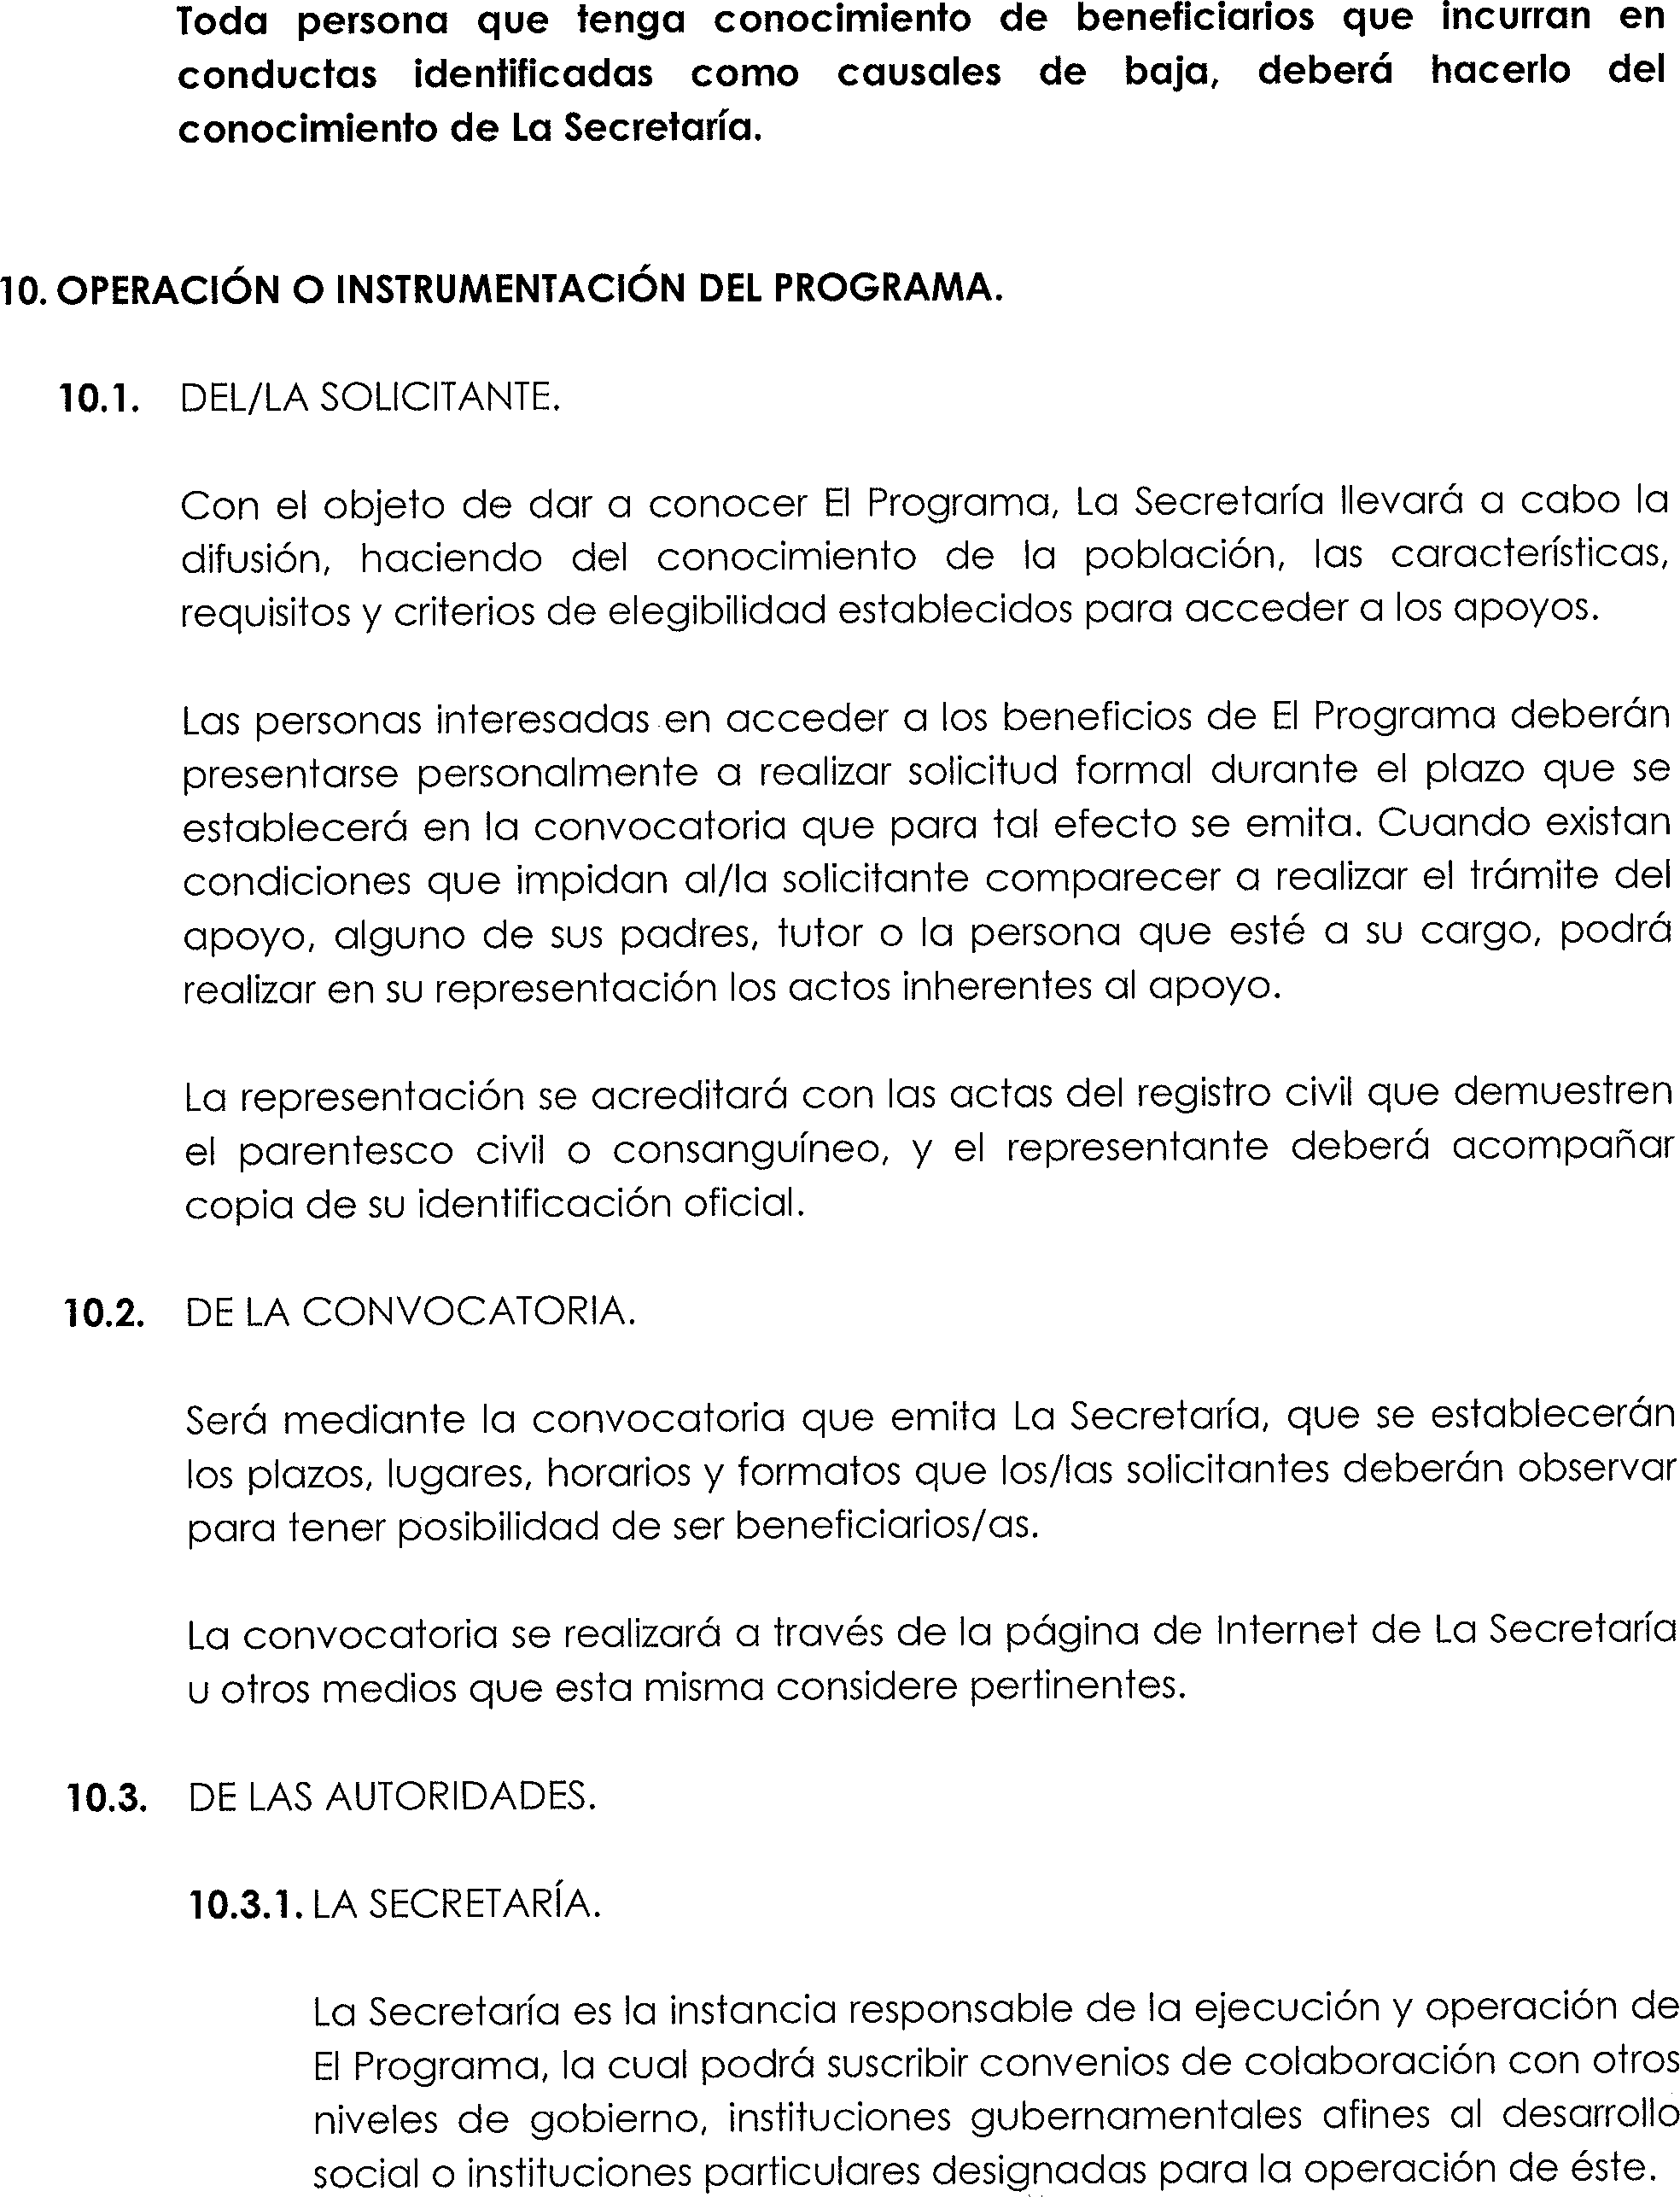 Toda persona que tenga conocimiento de beneficiarios que incurran en
conductas identificadas como causales de baja, deberá hacerlo del
conocimiento de La Secretaría.
10. OPERACIÓN O INSTRUMENTACIÓN DEL PROGRAMA.
10.1. DEL/LA SOLICITANTE.
Con el objeto de dar a conocer El Programa, La Secretaría llevará a cabo la
difusión, haciendo del conocimiento de la población, las características,
requisitos y criterios de elegibilidad establecidos para acceder a los apoyos.
Las personas interesadas en acceder a los beneficios de El Programa deberán
presentarse personalmente a realizar solicitud formal durante el plazo que se
establecerá en la convocatoria que para tal efecto se emita. Cuando existan
condiciones que impidan al/la solicitante comparecer a realizar el trámite del
apoyo, alguno de sus padres, tutor o la persona que esté a su cargo, podrá
realizar en su representación los actos inherentes al apoyo.
La representación se acreditará con las actas del registro civil que demuestren
el parentesco civil o consanguíneo, y el representante deberá acompañar
copia de su identificación oficial.
10.2. DE LA CONVOCATORIA.
Será mediante la convocatoria que emita La Secretaría, que se establecerán
los plazos, lugares, horarios y formatos que los/las solicitantes deberán observar
para tener posibilidad de ser beneficiarios/as.
La convocatoria se realizará a través de la página de Internet de La Secretaría
u otros medios que esta misma considere pertinentes.
10.3. DE LAS AUTORIDADES.
10.3.1. LA SECRETARÍA.
La Secretaría es la instancia responsable de la ejecución y operación de
El Programa, la cual podrá suscribir convenios de colaboración con otros
niveles de gobierno, instituciones gubernamentales afines al desarrollo
social o instituciones particulares designadas para la operación de éste.